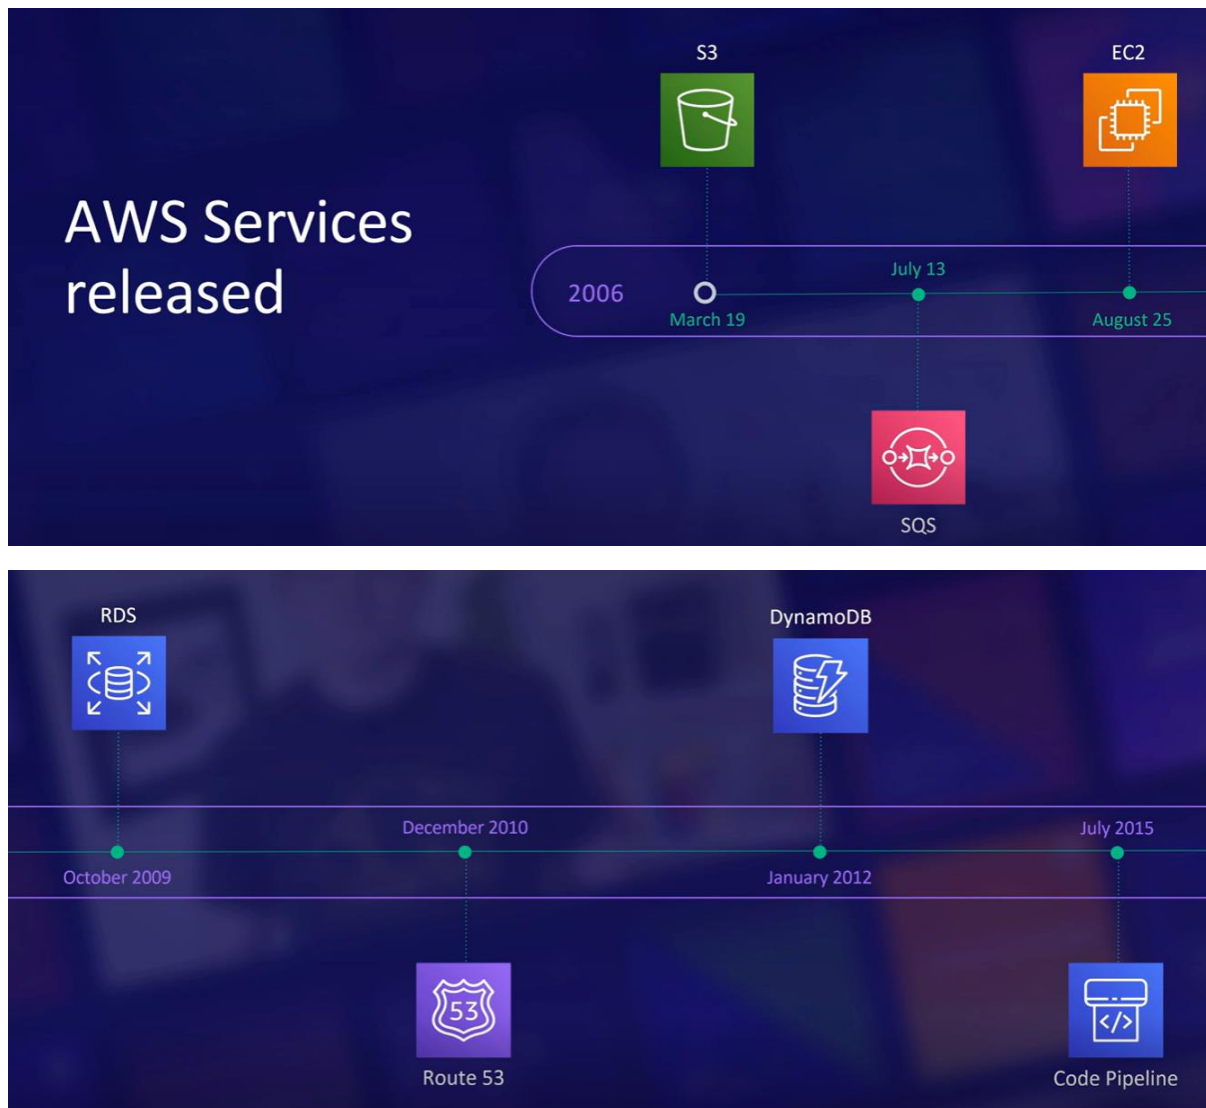 AWS Services
released
S3
EC2
2006
March 19
July 13
August 25
SQS
RDS
DynamoDB
October 2009
December 2010
January 2012
July 2015
53
</>
Route 53
Code Pipeline